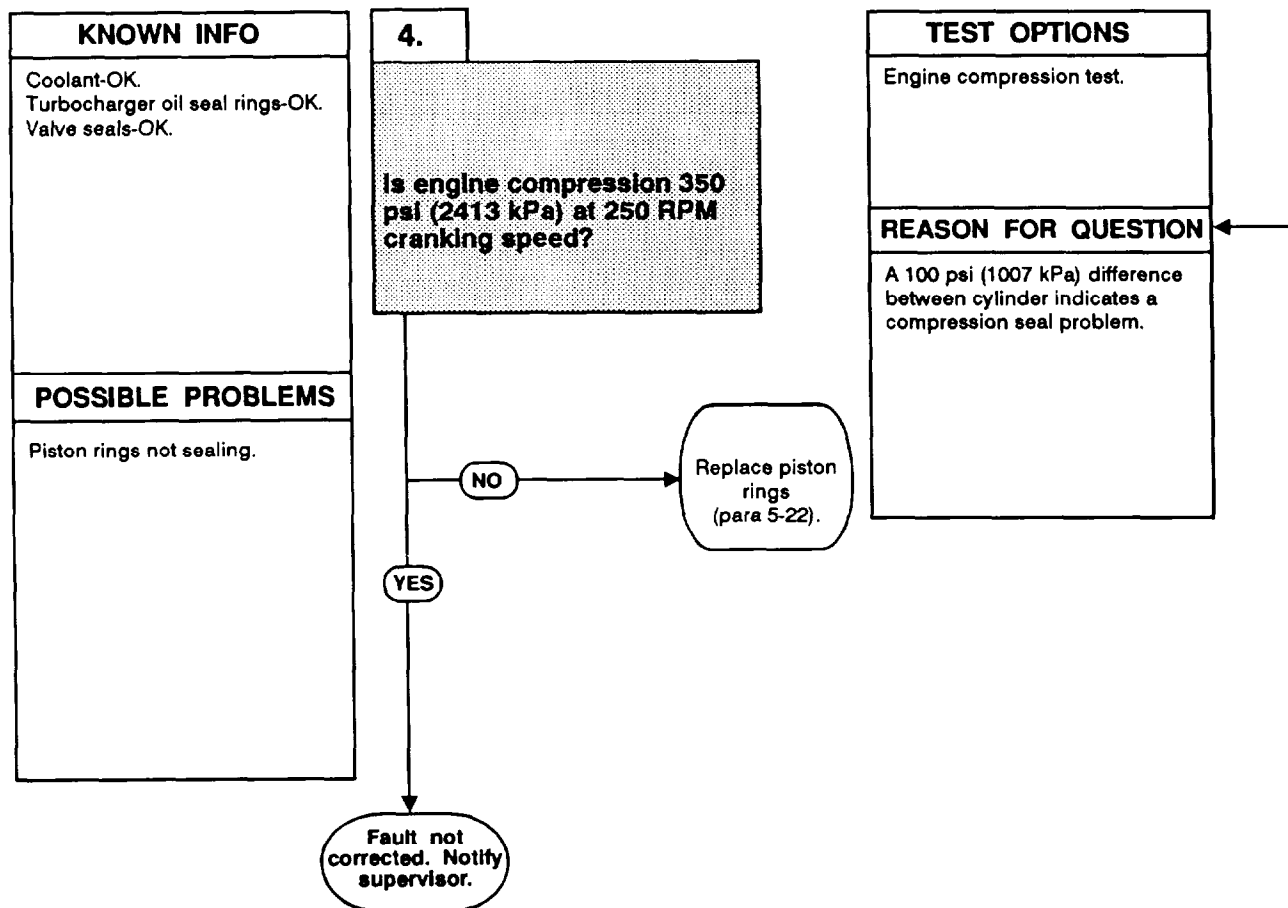 KNOWN INFO
Coolant-OK.
Turbocharger oil seal rings-OK.
Valve seals-OK.
POSSIBLE PROBLEMS
Piston rings not sealing.
4.
Is engine compression 350
psi (2413 kPa) at 250 RPM
cranking speed?
NO
Replace piston
rings
(para 5-22).
YES
Fault not
corrected. Notify
supervisor.
TEST OPTIONS
Engine compression test.
REASON FOR QUESTION
A 100 psi (1007 kPa) difference
between cylinder indicates a
compression seal problem.